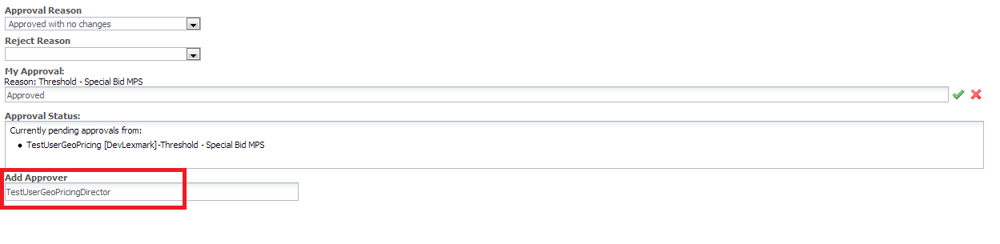 Approval Reason
Approved with no changes
Reject Reason
My Approval:
Reason: Threshold - Special Bid MPS
Approved
Approval Status:
Currently pending approvals from:
• TestUserGeoPricing [DevLexmark]-Threshold - Special Bid MPS
Add Approver
TestUserGeoPricingDirector